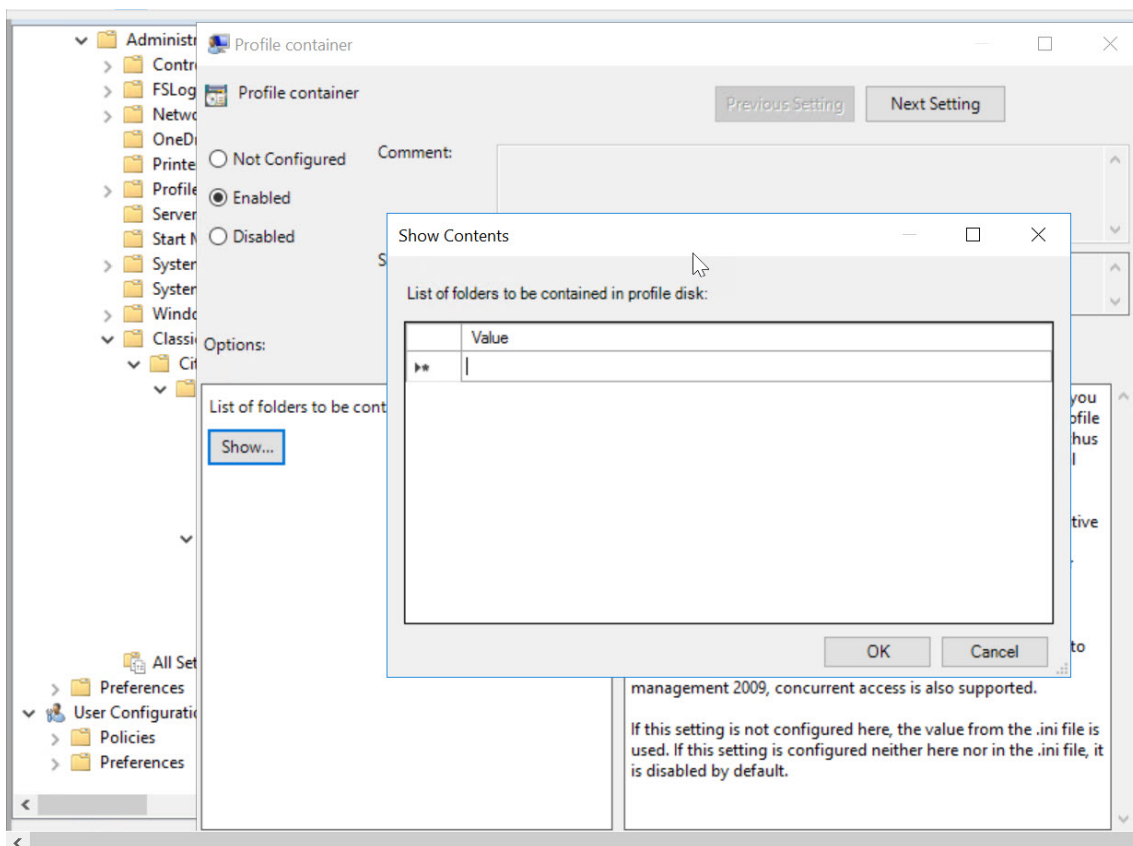 Administr
Profile container
Contr
FSLog
Profile container
Previous Setting
Next Setting
Netwo
OneDr
Printe
Not Configured
Comment:
Profile
Enabled
Server
Start M
Disabled
Show Contents
System
List of folders to be contained in profile disk:
System
Windo
Classic
Options:
Value
Cit
List of folders to be cont
you
ofile
Show...
hus
l
tive
to
OK
Cancel
All Set
Preferences
management 2009, concurrent access is also supported.
User Configuratio
Policies
If this setting is not configured here, the value from the .ini file is
used. If this setting is configured neither here nor in the .ini file, it
is disabled by default.
Preferences